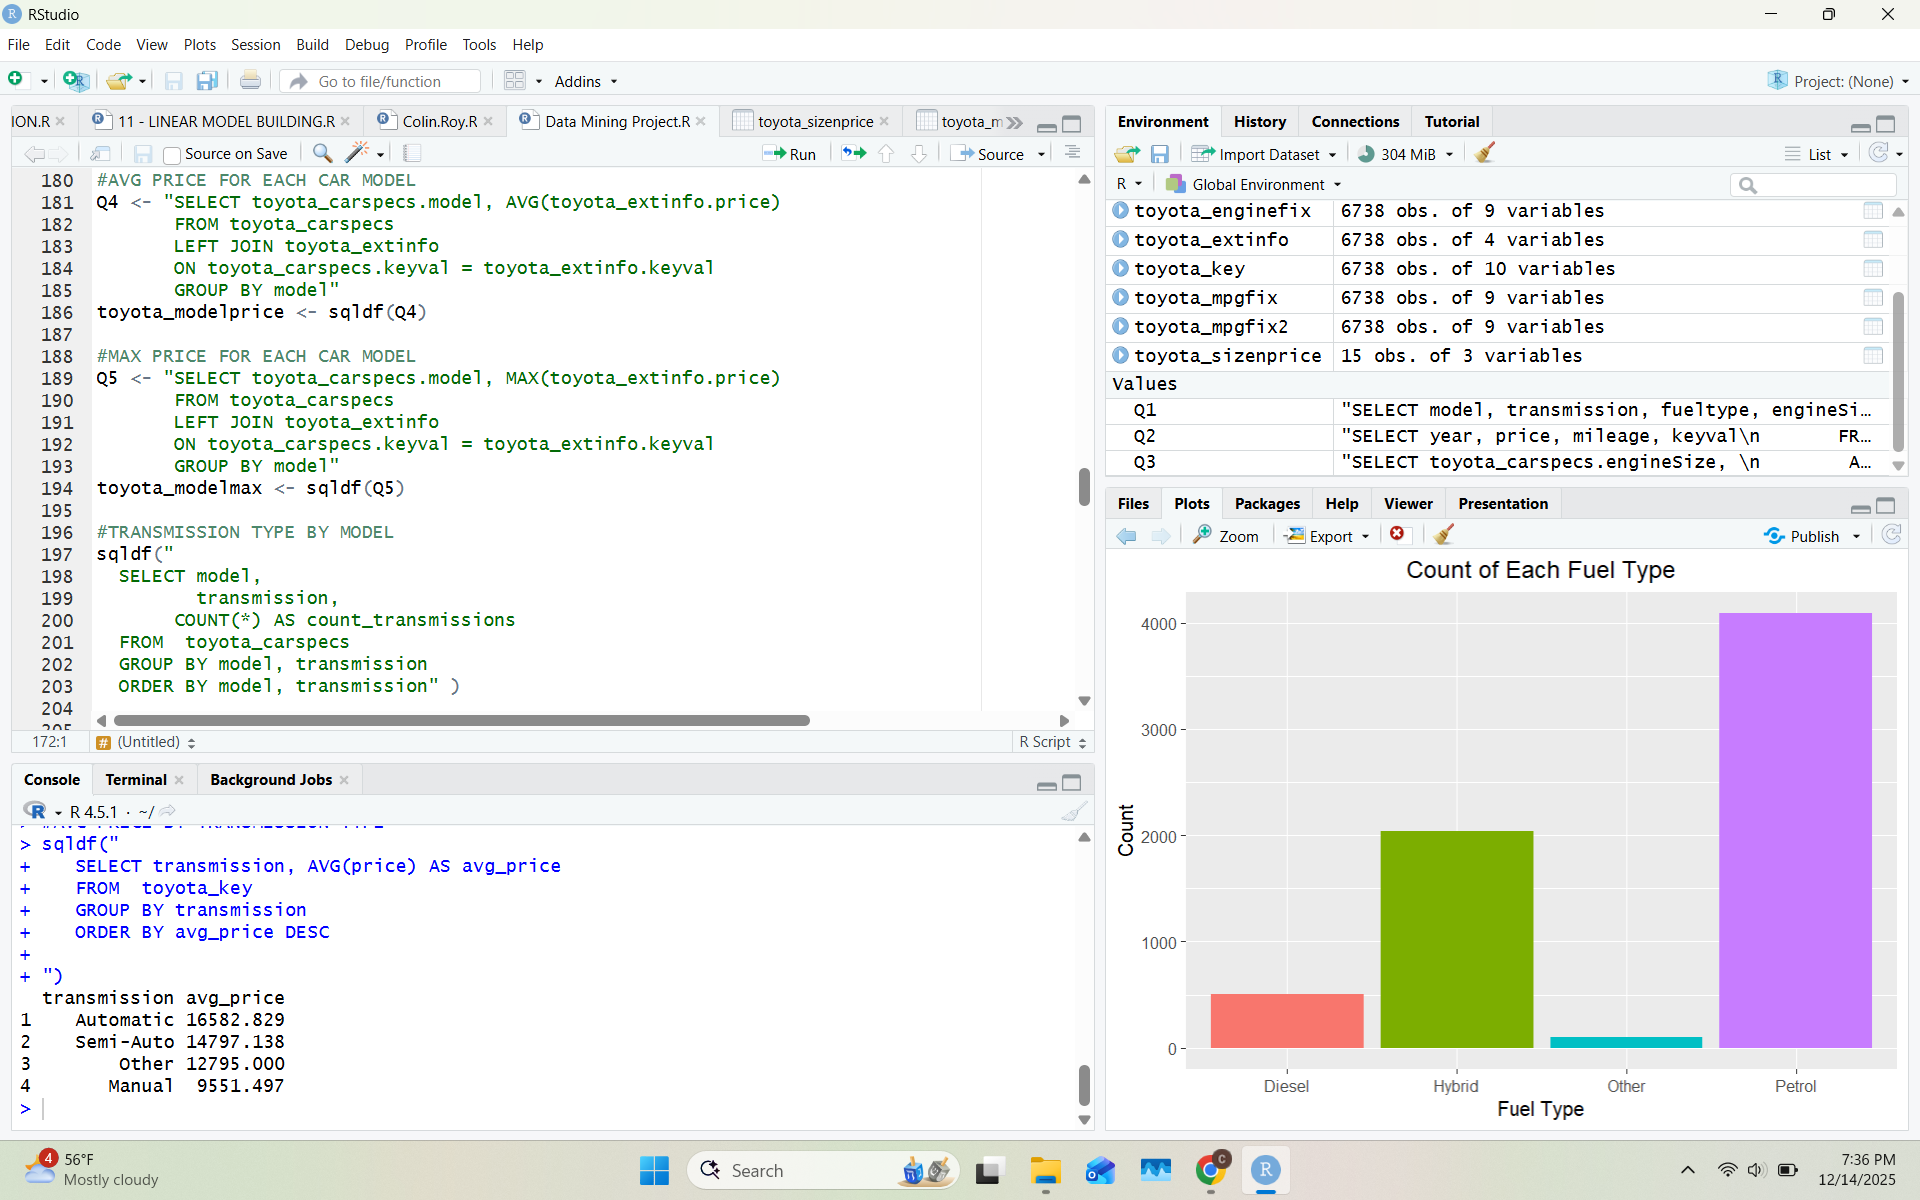 RStudio
File Edit Code View Plots Session Build Debug Profile Tools Help
Go to file/function Addins Project: (None)
ION.R 11 - LINEAR MODEL BUILDING.R Colin.Roy.R Data Mining Project.R toyota_sizenprice toyota_m
Source on Save Run Source
180 #AVG PRICE FOR EACH CAR MODEL
181 Q4 <- "SELECT toyota_carspecs.model, AVG(toyota_extinfo.price)
182 FROM toyota_carspecs
183 LEFT JOIN toyota_extinfo
184 ON toyota_carspecs.keyval = toyota_extinfo.keyval
185 GROUP BY model"
186 toyota_modelprice <- sqldf(Q4)
187
188 #MAX PRICE FOR EACH CAR MODEL
189 Q5 <- "SELECT toyota_carspecs.model, MAX(toyota_extinfo.price)
190 FROM toyota_carspecs
191 LEFT JOIN toyota_extinfo
192 ON toyota_carspecs.keyval = toyota_extinfo.keyval
193 GROUP BY model"
194 toyota_modelmax <- sqldf(Q5)
195
196 #TRANSMISSION TYPE BY MODEL
197 sqldf("
198 SELECT model,
199 transmission,
200 COUNT(*) AS count_transmissions
201 FROM toyota_carspecs
202 GROUP BY model, transmission
203 ORDER BY model, transmission" )
204
172:1 # (Untitled) R Script
Console Terminal Background Jobs
R 4.5.1 · ~/
> sqldf("
+ SELECT transmission, AVG(price) AS avg_price
+ FROM toyota_key
+ GROUP BY transmission
+ ORDER BY avg_price DESC
+
+ ")
transmission avg_price
1 Automatic 16582.829
2 Semi-Auto 14797.138
3 Other 12795.000
4 Manual 9551.497
>
Environment History Connections Tutorial
Import Dataset 304 MiB List
R Global Environment
toyota_enginefix 6738 obs. of 9 variables
toyota_extinfo 6738 obs. of 4 variables
toyota_key 6738 obs. of 10 variables
toyota_mpgfix 6738 obs. of 9 variables
toyota_mpgfix2 6738 obs. of 9 variables
toyota_sizenprice 15 obs. of 3 variables
Values
Q1 "SELECT model, transmission, fueltype, engineSi…
Q2 "SELECT year, price, mileage, keyval\n FR…
Q3 "SELECT toyota_carspecs.engineSize, \n A…
Files Plots Packages Help Viewer Presentation
Zoom Export Publish
Count of Each Fuel Type
4000
3000
2000
1000
0
Count
Diesel Hybrid Other Petrol
Fuel Type
4 56°F
Mostly cloudy
Search
C
R
7:36 PM
12/14/2025